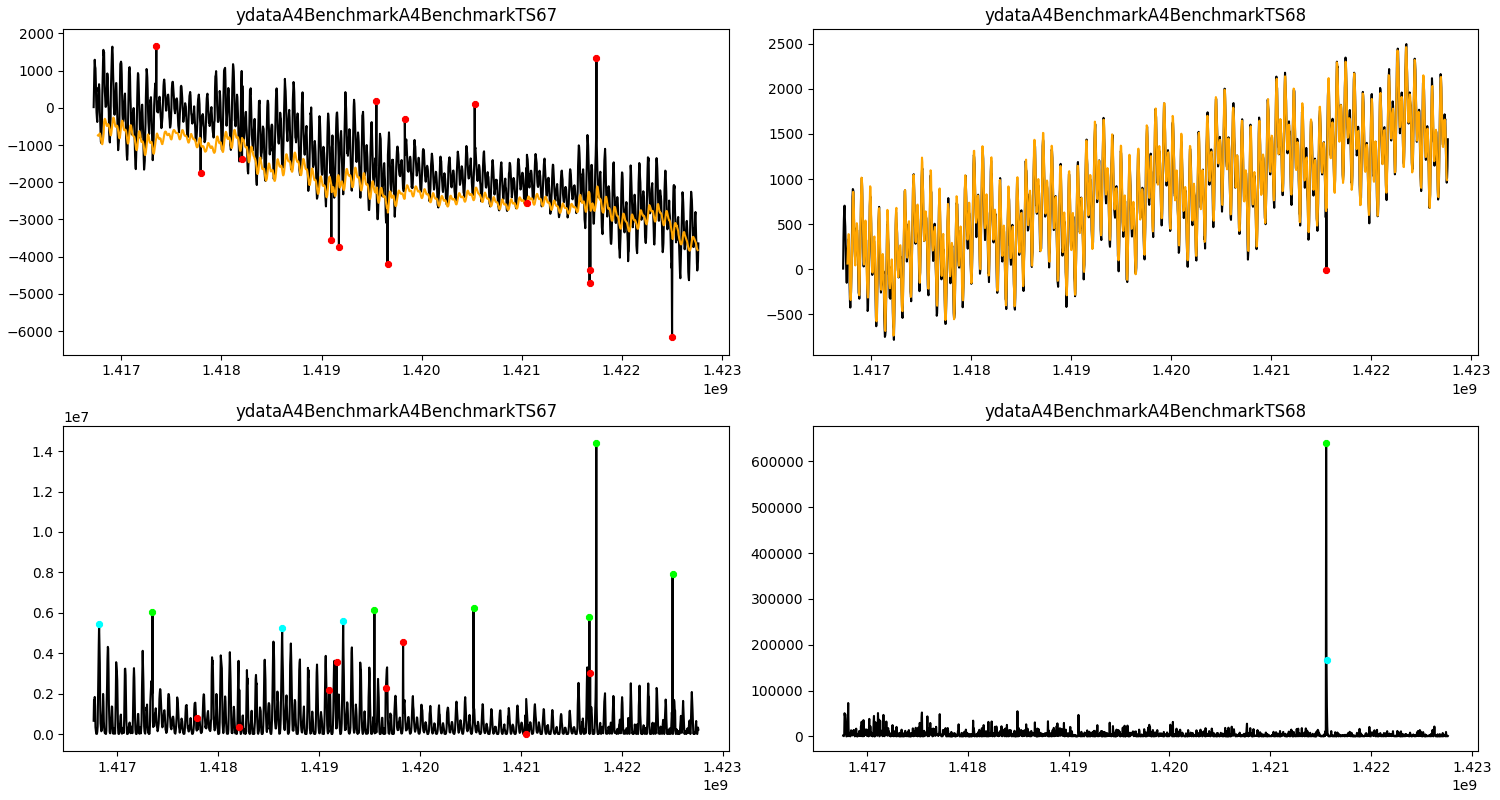 ydataA4BenchmarkA4BenchmarkTS67
2000
1000
0
−1000
−2000
−3000
−4000
−5000
−6000
1.417 1.418 1.419 1.420 1.421 1.422 1.423
1e9
ydataA4BenchmarkA4BenchmarkTS68
2500
2000
1500
1000
500
0
−500
1.417 1.418 1.419 1.420 1.421 1.422 1.423
1e9
ydataA4BenchmarkA4BenchmarkTS67
1e7
1.4
1.2
1.0
0.8
0.6
0.4
0.2
0.0
1.417 1.418 1.419 1.420 1.421 1.422 1.423
1e9
ydataA4BenchmarkA4BenchmarkTS68
600000
500000
400000
300000
200000
100000
0
1.417 1.418 1.419 1.420 1.421 1.422 1.423
1e9